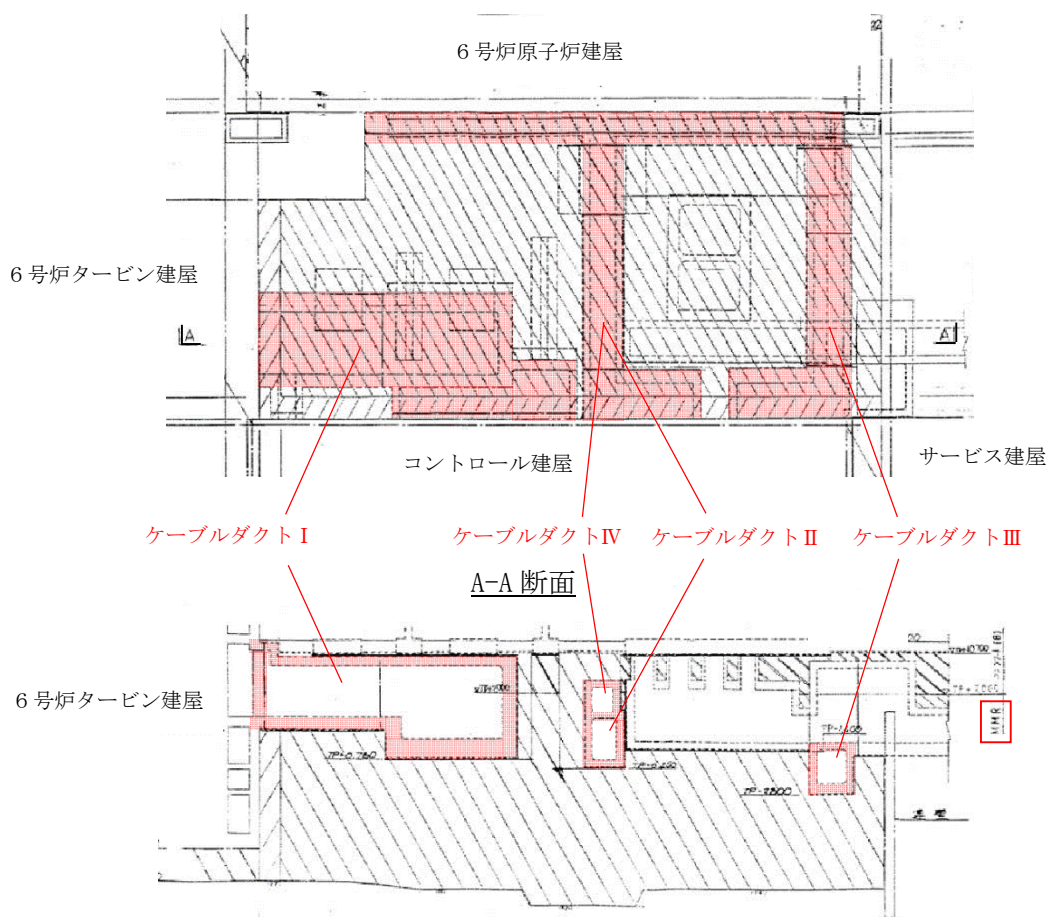 22
6号炉原子炉建屋
6号炉タービン建屋
A
A
コントロール建屋
サービス建屋
ケーブルダクトⅠ
ケーブルダクトⅣ
ケーブルダクトⅡ
ケーブルダクトⅢ
A-A 断面
6号炉タービン建屋
MMR